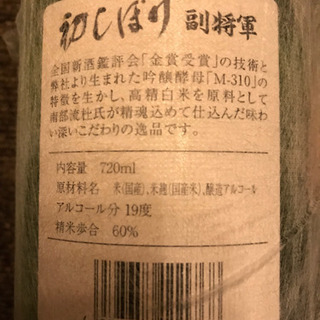 初しぼり 副将軍
全国新酒鑑評会「金賞受賞」の技術と
弊社より生まれた吟醸酵母「M-310」の
特徴を生かし、高精白米を原料として
南部流杜氏が精魂込めて仕込んだ味わ
い深いこだわりの逸品です。
内容量 720ml
原材料名 米(国産)、米麹(国産米)、醸造アルコール
アルコール分 19度
精米歩合 60%